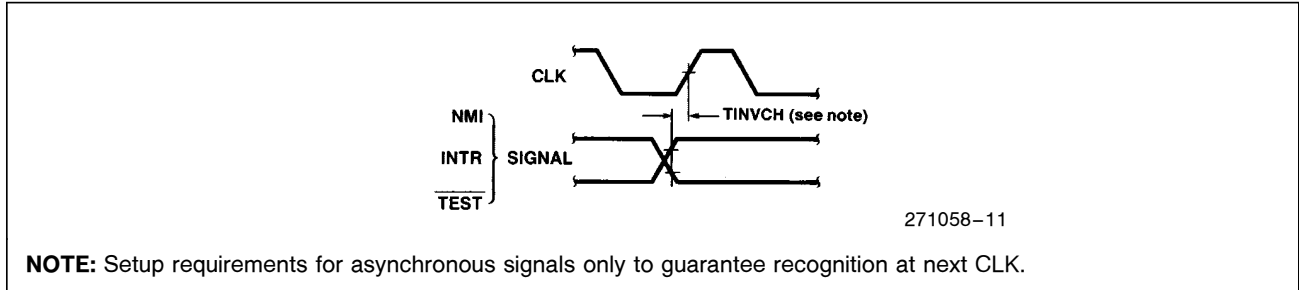 CLK
TINVCH (see note)
NMI
INTR
SIGNAL
TEST
271058–11
NOTE: Setup requirements for asynchronous signals only to guarantee recognition at next CLK.